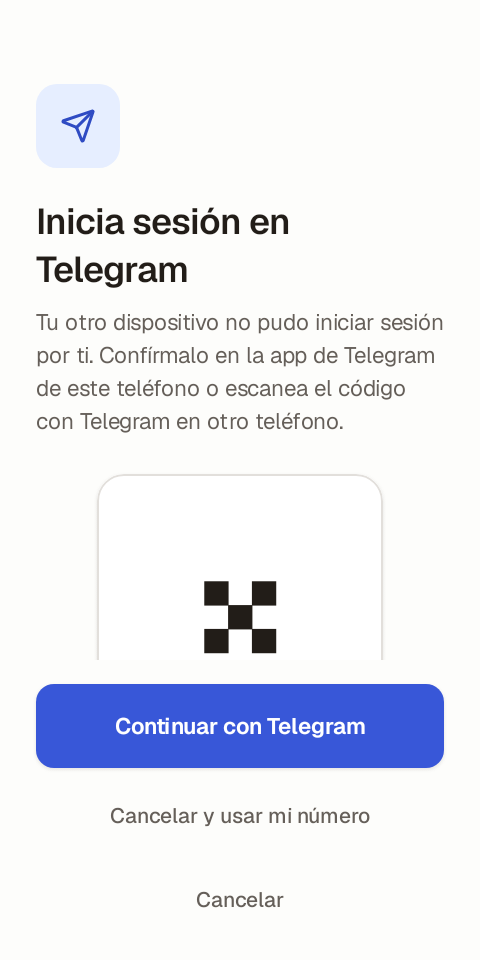 Inicia sesión en
Telegram
Tu otro dispositivo no pudo iniciar sesión
por ti. Confírmalo en la app de Telegram
de este teléfono o escanea el código
con Telegram en otro teléfono.
Continuar con Telegram
Cancelar y usar mi número
Cancelar